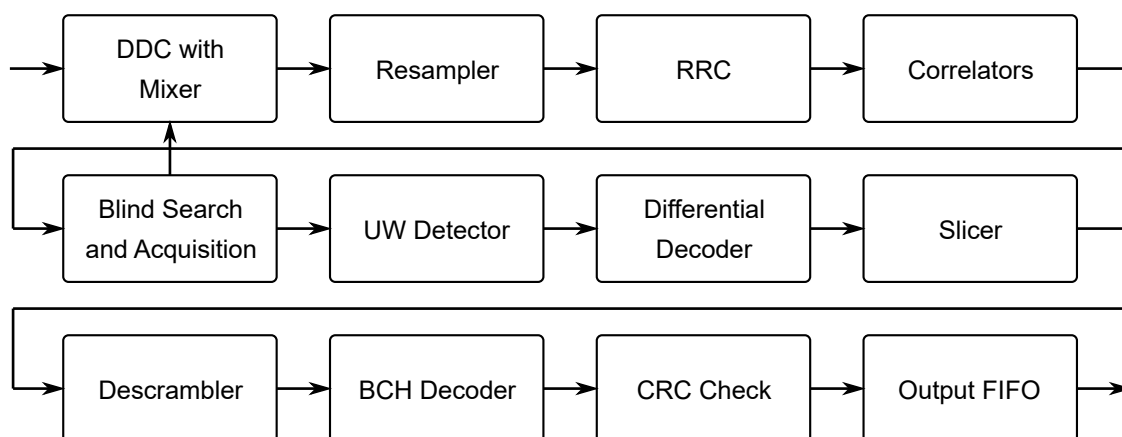 DDC with
Mixer
Resampler
RRC
Correlators
Blind Search
and Acquisition
UW Detector
Differential
Decoder
Slicer
Descrambler
BCH Decoder
CRC Check
Output FIFO